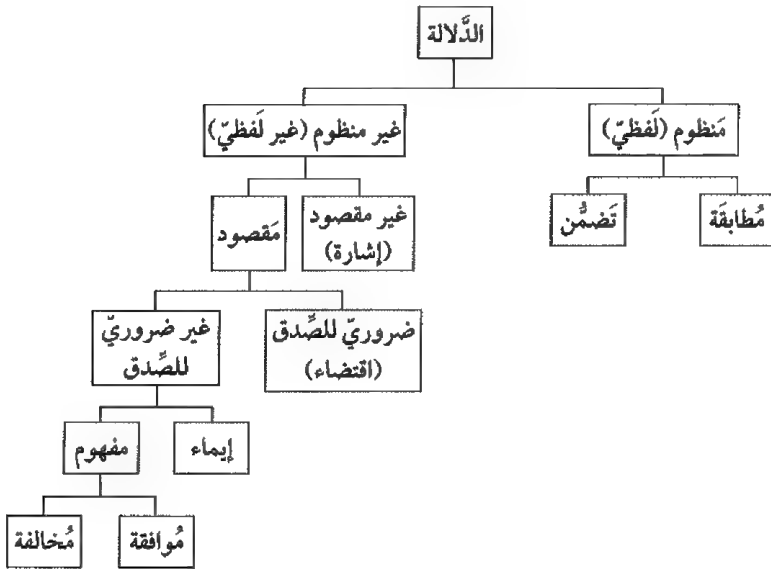 الدَّلالة
مَنظوم (لَفظيّ)
غير منظوم (غير لَفظيّ)
مُطابقَة
تَضمُّن
غير مقصود
(إشارة)
مَقصود
ضروريّ للصِّدق
(اقتضاء)
غير ضروريّ
للصِّدق
إيماء
مفهوم
مُوافقة
مُخالفة